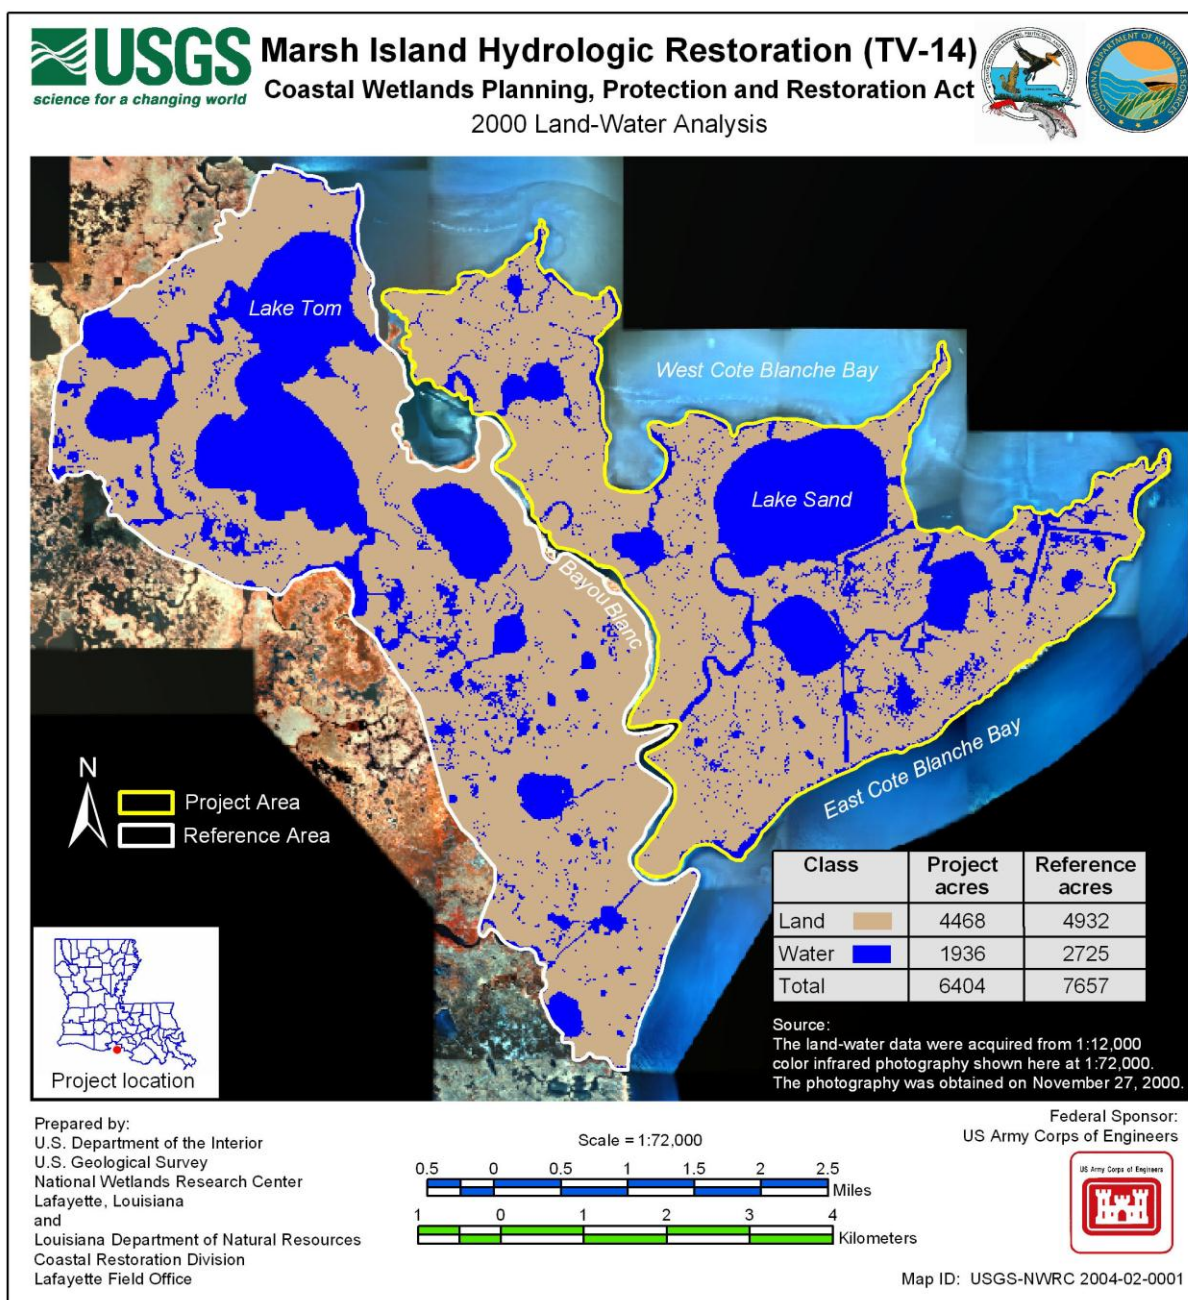 USGS
science for a changing world
Marsh Island Hydrologic Restoration (TV-14)
Coastal Wetlands Planning, Protection and Restoration Act
2000 Land-Water Analysis
LOUISIANA DEPARTMENT OF NATURAL RESOURCES
Lake Tom
West Cote Blanche Bay
Lake Sand
Bayou Blanc
East Cote Blanche Bay
N
Project Area
Reference Area
Class Project acres Reference acres
Land 4468 4932
Water 1936 2725
Total 6404 7657
Source:
The land-water data were acquired from 1:12,000
color infrared photography shown here at 1:72,000.
The photography was obtained on November 27, 2000.
Project location
Prepared by:
U.S. Department of the Interior
U.S. Geological Survey
National Wetlands Research Center
Lafayette, Louisiana
and
Louisiana Department of Natural Resources
Coastal Restoration Division
Lafayette Field Office
Scale = 1:72,000
0.5 0 0.5 1 1.5 2 2.5
Miles
1 0 1 2 3 4
Kilometers
Federal Sponsor:
US Army Corps of Engineers
US Army Corps of Engineers
Map ID: USGS-NWRC 2004-02-0001